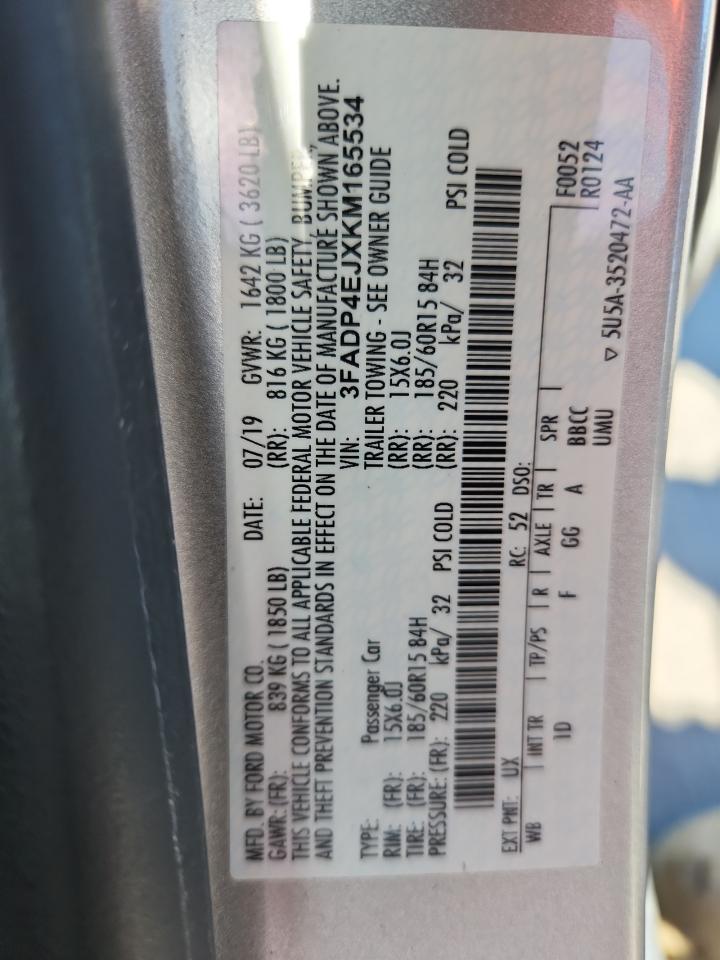 MFD. BY FORD MOTOR CO. DATE: 07/19 GVWR: 1642 KG ( 3620 LB)
GAWR: (FR): 839 KG ( 1850 LB) (RR): 816 KG ( 1800 LB)
THIS VEHICLE CONFORMS TO ALL APPLICABLE FEDERAL MOTOR VEHICLE SAFETY, BUMPER,
AND THEFT PREVENTION STANDARDS IN EFFECT ON THE DATE OF MANUFACTURE SHOWN ABOVE.
VIN: 3FADP4EJXKM165534
TYPE: Passenger Car TRAILER TOWING - SEE OWNER GUIDE
RIM: (FR): 15X6.0J (RR): 15X6.0J
TIRE: (FR): 185/60R15 84H (RR): 185/60R15 84H
PRESSURE: (FR): 220 kPa/ 32 PSI COLD (RR): 220 kPa/ 32 PSI COLD
EXT PNT: UX RC: 52 DSO:
WB INT TR TP/PS R AXLE TR SPR F0052
1D F GG A BBCC R0124
UMU
▽ 5U5A-3520472-AA